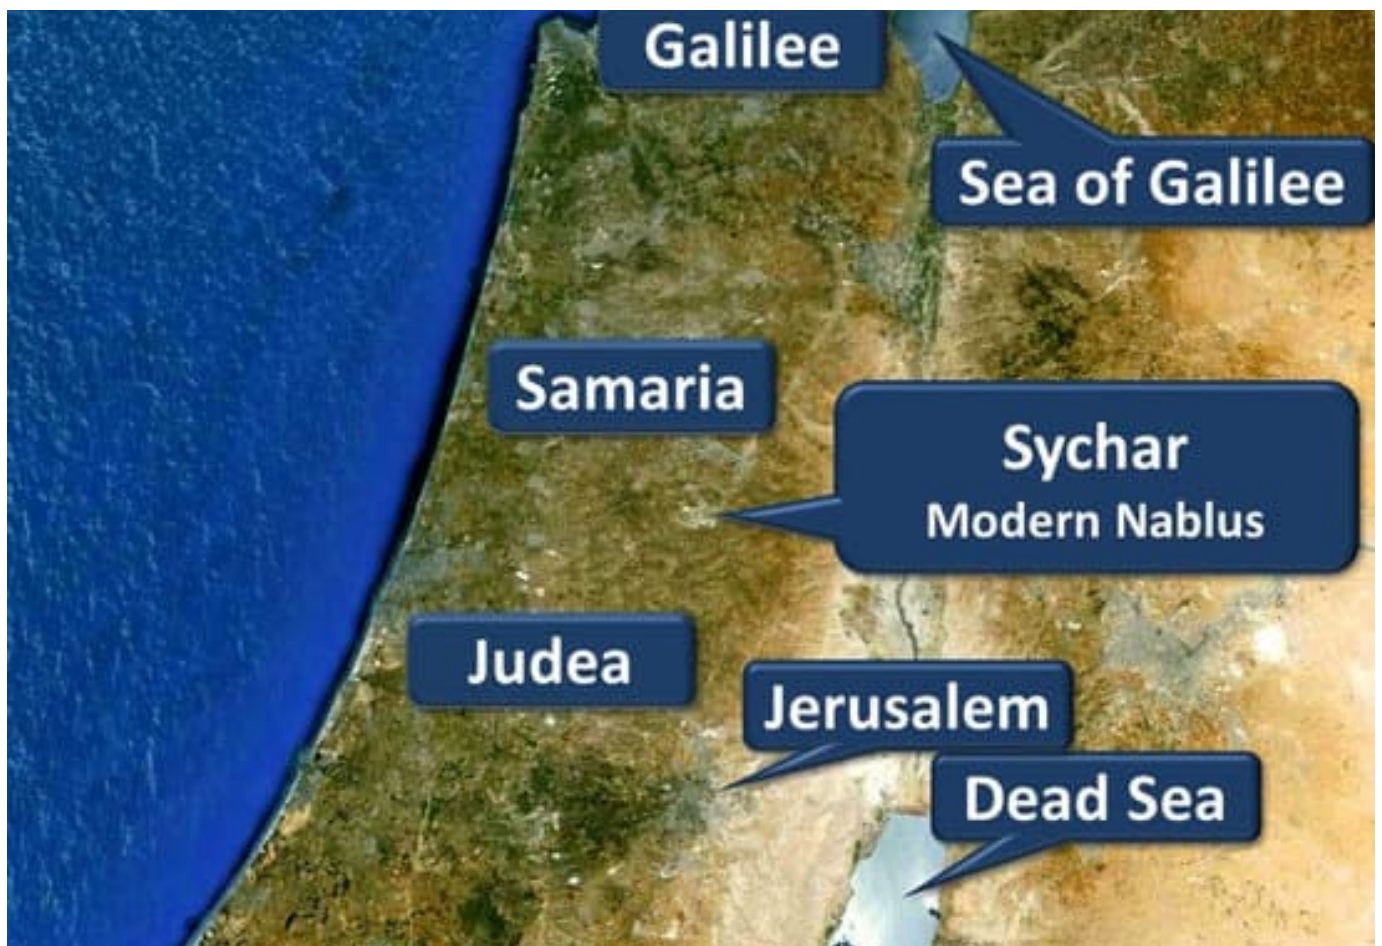 Galilee
Sea of Galilee
Samaria
Sychar
Modern Nablus
Judea
Jerusalem
Dead Sea